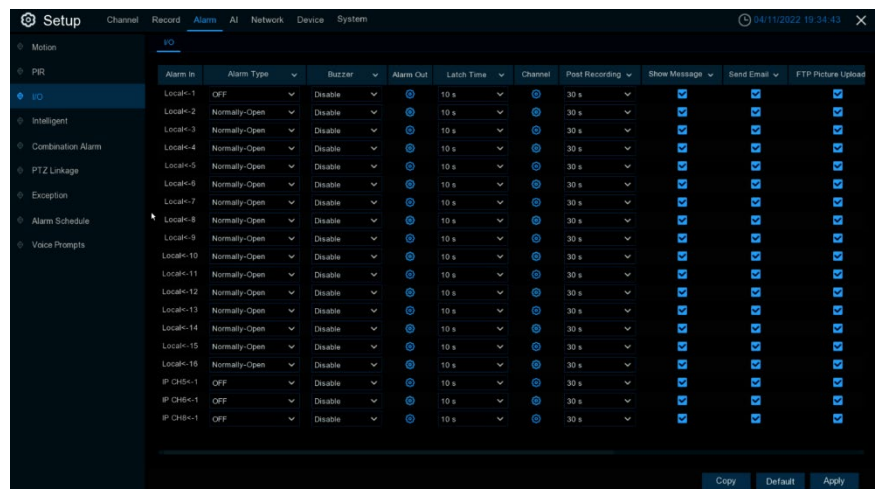 Setup Channel Record Alarm AI Network Device System 04/11/2022 19:34:43
Motion
PIR
I/O
Intelligent
Combination Alarm
PTZ Linkage
Exception
Alarm Schedule
Voice Prompts
I/O
Alarm In Alarm Type Buzzer Alarm Out Latch Time Channel Post Recording Show Message Send Email FTP Picture Upload
Local<-1 OFF Disable 10 s 30 s
Local<-2 Normally-Open Disable 10 s 30 s
Local<-3 Normally-Open Disable 10 s 30 s
Local<-4 Normally-Open Disable 10 s 30 s
Local<-5 Normally-Open Disable 10 s 30 s
Local<-6 Normally-Open Disable 10 s 30 s
Local<-7 Normally-Open Disable 10 s 30 s
Local<-8 Normally-Open Disable 10 s 30 s
Local<-9 Normally-Open Disable 10 s 30 s
Local<-10 Normally-Open Disable 10 s 30 s
Local<-11 Normally-Open Disable 10 s 30 s
Local<-12 Normally-Open Disable 10 s 30 s
Local<-13 Normally-Open Disable 10 s 30 s
Local<-14 Normally-Open Disable 10 s 30 s
Local<-15 Normally-Open Disable 10 s 30 s
Local<-16 Normally-Open Disable 10 s 30 s
IP CH5<-1 OFF Disable 10 s 30 s
IP CH6<-1 OFF Disable 10 s 30 s
IP CH8<-1 OFF Disable 10 s 30 s
Copy Default Apply